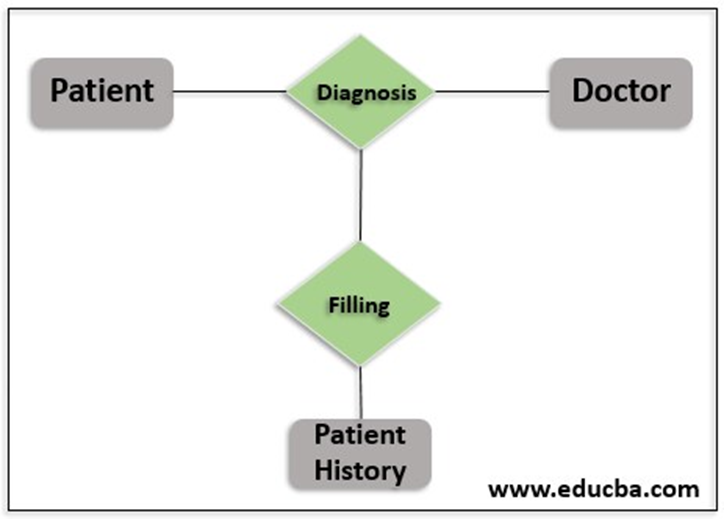 Patient
Diagnosis
Doctor
Filling
Patient
History
www.educba.com